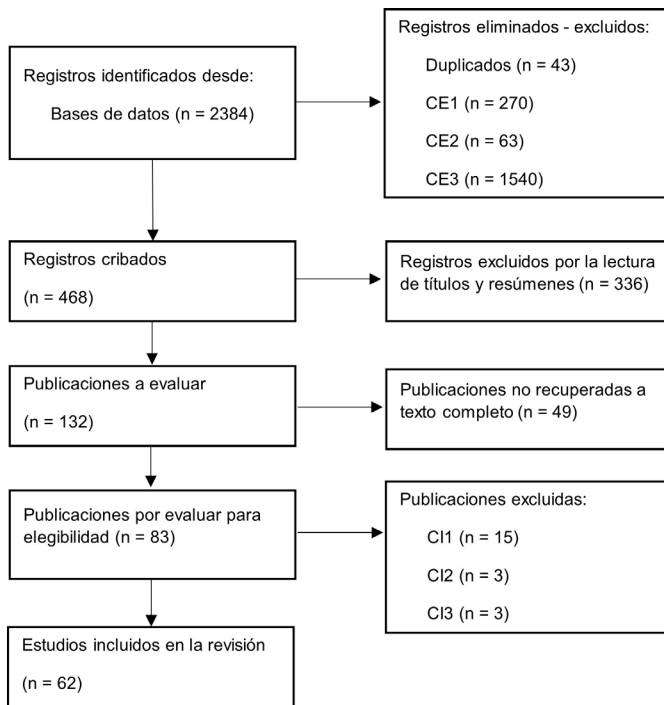 Registros identificados desde:
Bases de datos (n = 2384)
Registros eliminados - excluidos:
Duplicados (n = 43)
CE1 (n = 270)
CE2 (n = 63)
CE3 (n = 1540)
Registros cribados
(n = 468)
Registros excluidos por la lectura
de títulos y resúmenes (n = 336)
Publicaciones a evaluar
(n = 132)
Publicaciones no recuperadas a
texto completo (n = 49)
Publicaciones por evaluar para
elegibilidad (n = 83)
Publicaciones excluidas:
CI1 (n = 15)
CI2 (n = 3)
CI3 (n = 3)
Estudios incluidos en la revisión
(n = 62)